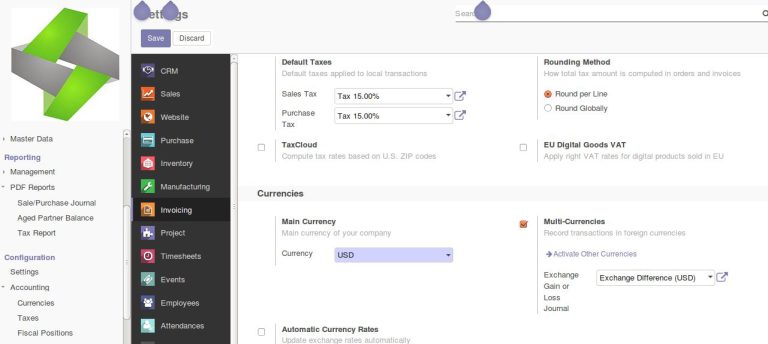 Settings
Search
Save
Discard
Master Data
Reporting
Management
PDF Reports
Sale/Purchase Journal
Aged Partner Balance
Tax Report
Configuration
Settings
Accounting
Currencies
Taxes
Fiscal Positions
CRM
Sales
Website
Purchase
Inventory
Manufacturing
Invoicing
Project
Timesheets
Events
Employees
Attendances
Default Taxes
Default taxes applied to local transactions
Sales Tax
Tax 15.00%
Purchase
Tax
Tax 15.00%
Rounding Method
How total tax amount is computed in orders and invoices
Round per Line
Round Globally
TaxCloud
Compute tax rates based on U.S. ZIP codes
EU Digital Goods VAT
Apply right VAT rates for digital products sold in EU
Currencies
Main Currency
Main currency of your company
Currency
USD
Multi-Currencies
Record transactions in foreign currencies
Activate Other Currencies
Exchange
Gain or
Loss
Journal
Exchange Difference (USD)
Automatic Currency Rates
Update exchange rates automatically